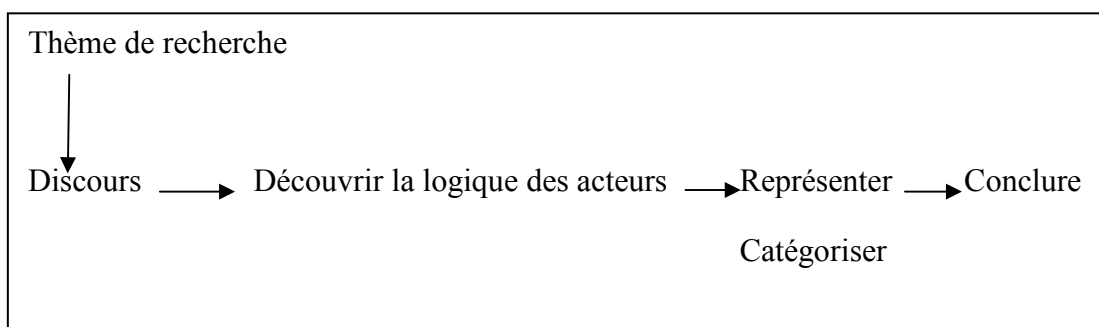 Thème de recherche
Discours Découvrir la logique des acteurs Représenter Conclure
Catégoriser